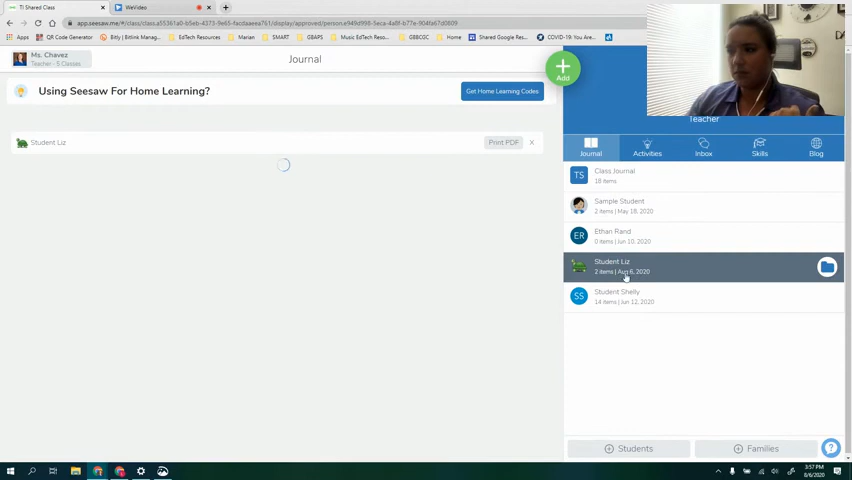 TI Shared Class
WeVideo
app.seesaw.me/#/class/class.a55361a0-b5eb-4373-9e65-facdaaeea761/display/approved/person.e949d998-5eca-4a8f-b77e-904fa67d0809
Apps
QR Code Generator
Bitly | Bitlink Manag...
EdTech Resources
Marian
SMART
GBAPS
Music EdTech Resou...
GBBCGC
Home
Shared Google Res...
COVID-19: You Are...
Ms. Chavez
Teacher - 5 Classes
Journal
Add
Using Seesaw For Home Learning?
Get Home Learning Codes
Student Liz
Print PDF
Teacher
Journal
Activities
Inbox
Skills
Blog
TS
Class Journal
18 items
Sample Student
2 items | May 18, 2020
ER
Ethan Rand
0 items | Jun 10, 2020
Student Liz
2 items | Aug 6, 2020
SS
Student Shelly
14 items | Jun 12, 2020
Students
Families
?
3:57 PM
8/6/2020